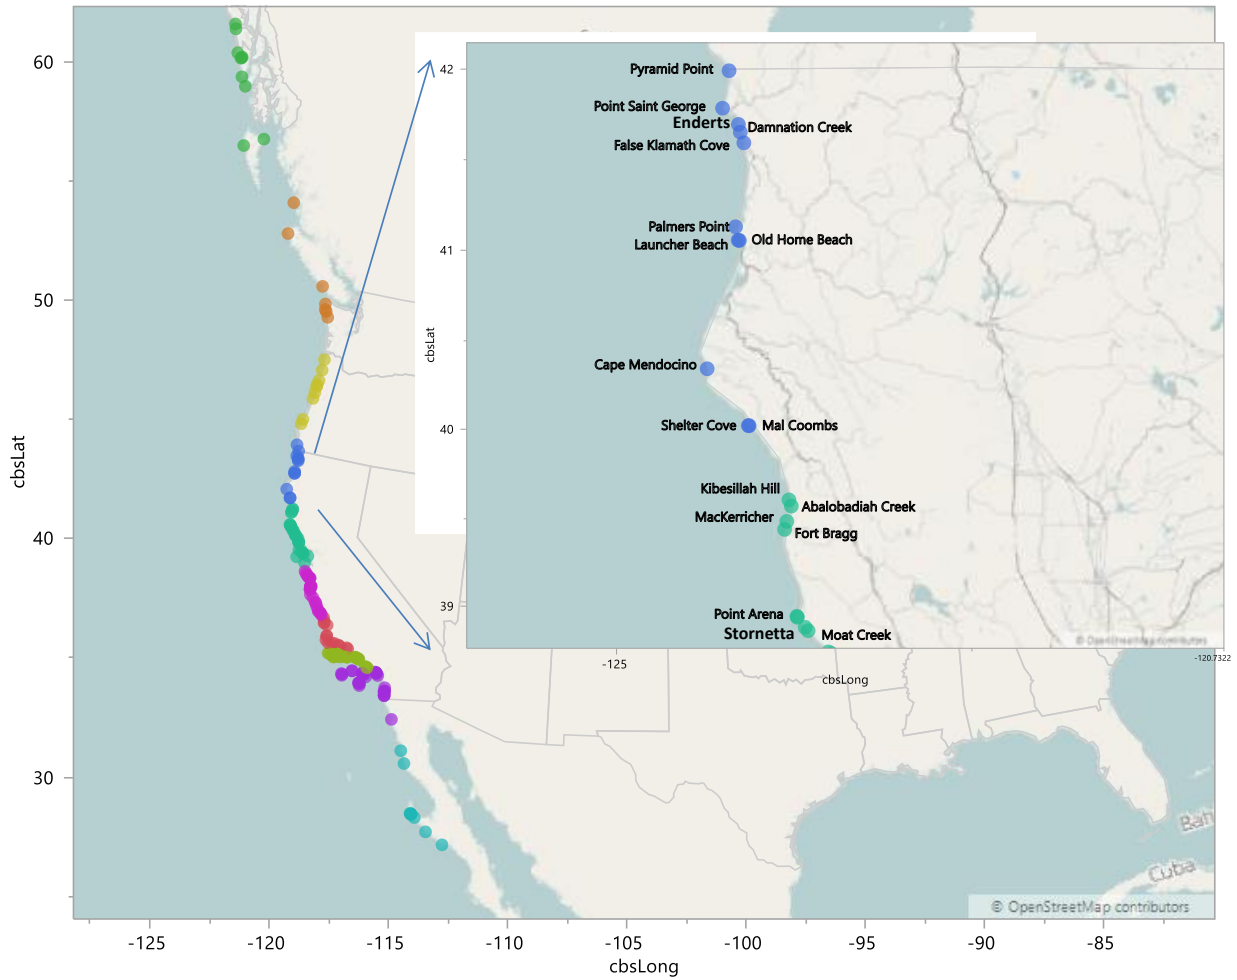 60
50
40
30
cbsLat
-125
-120
-115
-110
-105
-100
-95
-90
-85
cbsLong
42
41
40
39
cbsLat
-125
-120.7322
cbsLong
Pyramid Point
Point Saint George
Enderts
Damnation Creek
False Klamath Cove
Palmers Point
Launcher Beach
Old Home Beach
Cape Mendocino
Shelter Cove
Mal Coombs
Kibesillah Hill
Abalobadiah Creek
MacKerricher
Fort Bragg
Point Arena
Stornetta
Moat Creek
© OpenStreetMap contributors
Bah
Cuba
© OpenStreetMap contributors